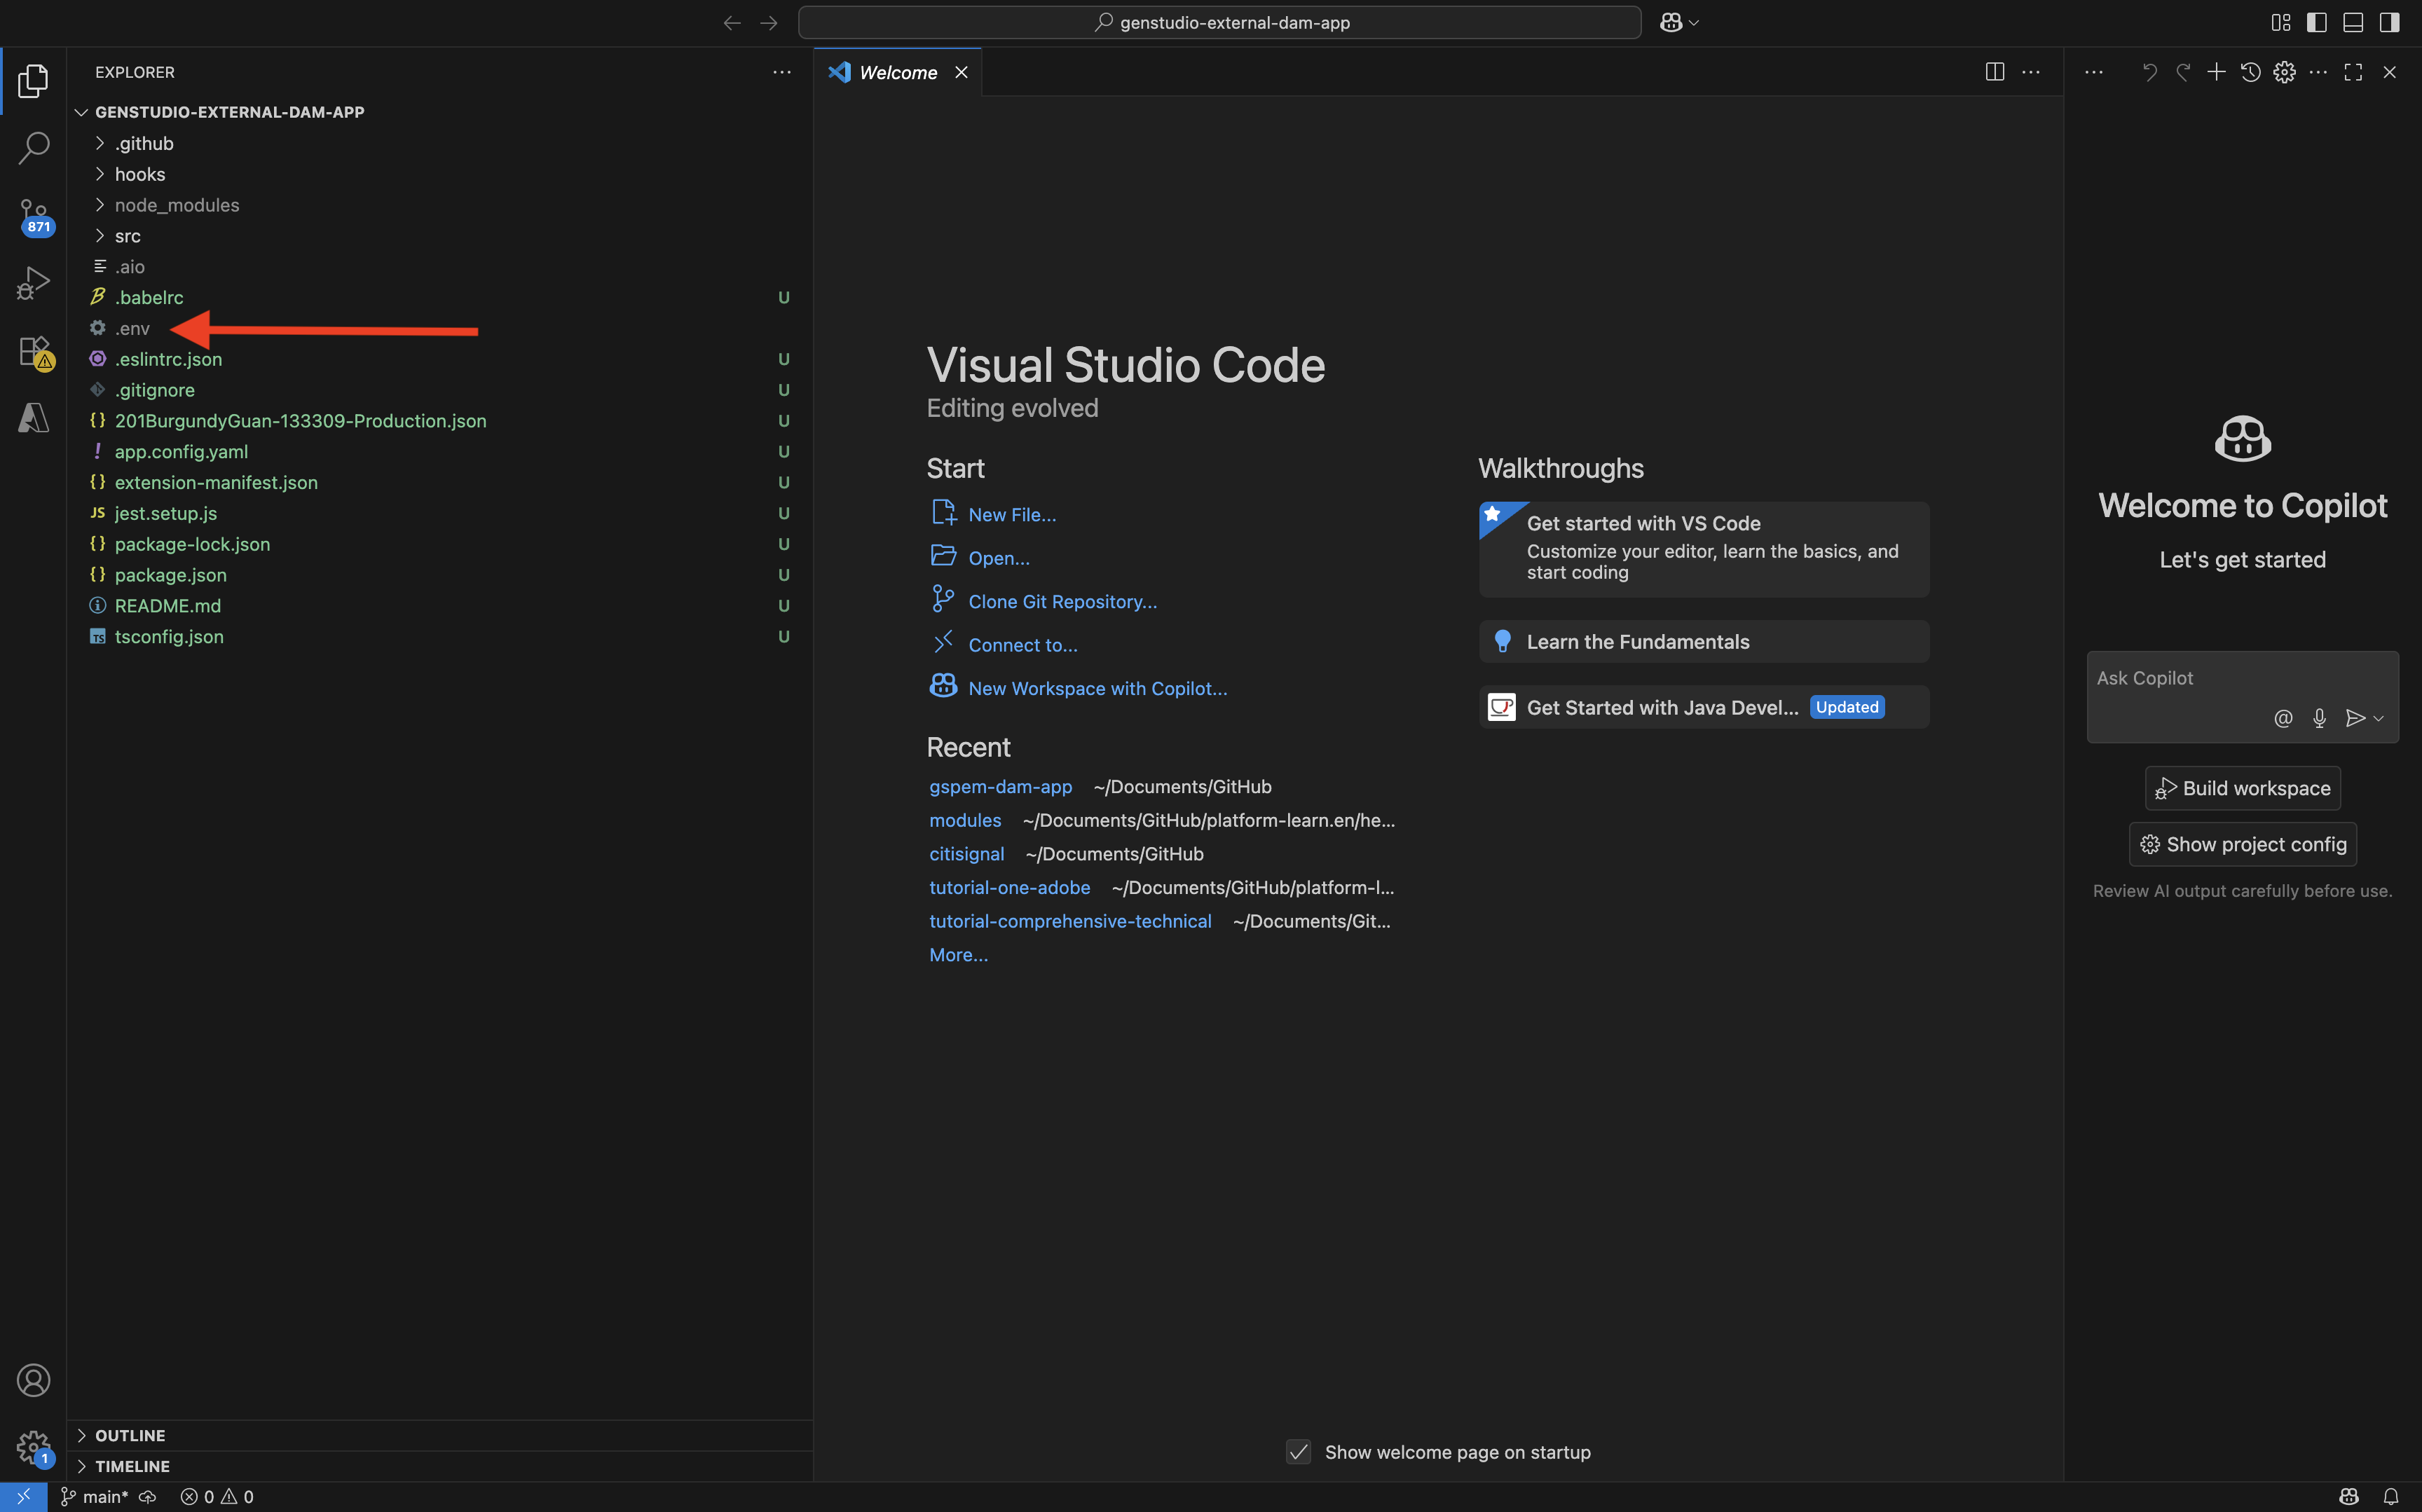 genstudio-external-dam-app
EXPLORER
GENSTUDIO-EXTERNAL-DAM-APP
.github
hooks
node_modules
src
.aio
.babelrc U
.env
.eslintrc.json U
.gitignore U
201BurgundyGuan-133309-Production.json U
app.config.yaml U
extension-manifest.json U
JS jest.setup.js U
package-lock.json U
package.json U
README.md U
TS tsconfig.json U
871
1
OUTLINE
TIMELINE
main* 0 0
Welcome
Visual Studio Code
Editing evolved
Start
New File...
Open...
Clone Git Repository...
Connect to...
New Workspace with Copilot...
Recent
gspem-dam-app ~/Documents/GitHub
modules ~/Documents/GitHub/platform-learn.en/he...
citisignal ~/Documents/GitHub
tutorial-one-adobe ~/Documents/GitHub/platform-l...
tutorial-comprehensive-technical ~/Documents/Git...
More...
Walkthroughs
Get started with VS Code
Customize your editor, learn the basics, and
start coding
Learn the Fundamentals
Get Started with Java Devel... Updated
Show welcome page on startup
Welcome to Copilot
Let's get started
Ask Copilot
Build workspace
Show project config
Review AI output carefully before use.